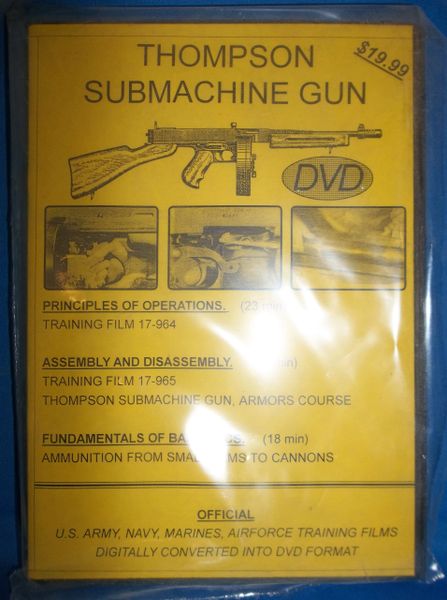 $19.99
THOMPSON
SUBMACHINE GUN
DVD
PRINCIPLES OF OPERATIONS. (23 min
TRAINING FILM 17-964
ASSEMBLY AND DISASSEMBLY. in)
TRAINING FILM 17-965
THOMPSON SUBMACHINE GUN, ARMORS COURSE
FUNDAMENTALS OF (18 min)
AMMUNITION FROM TO CANNONS
OFFICIAL
U.S. ARMY, NAVY, MARINES, AIRFORCE TRAINING FILMS
DIGITALLY CONVERTED INTO DVD FORMAT